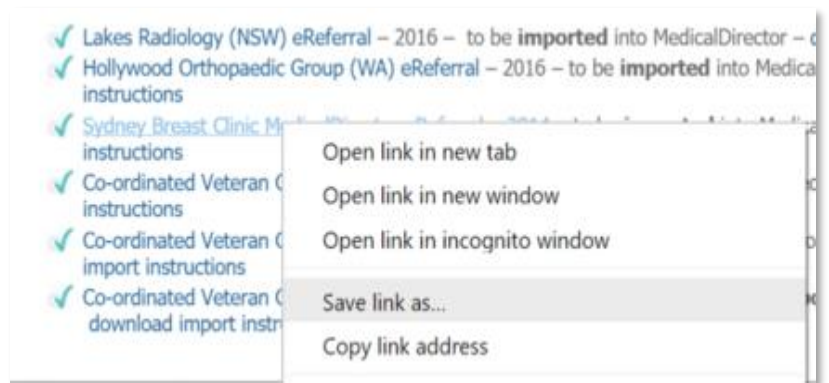 Lakes Radiology (NSW) eReferral – 2016 – to be imported into MedicalDirector –
Hollywood Orthopaedic Group (WA) eReferral – 2016 – to be imported into Medica
instructions
Sydney Breast Clinic
instructions
Co-ordinated Veteran
instructions
Co-ordinated Veteran
import instructions
Co-ordinated Veteran
download import instr
Open link in new tab
Open link in new window
Open link in incognito window
Save link as...
Copy link address